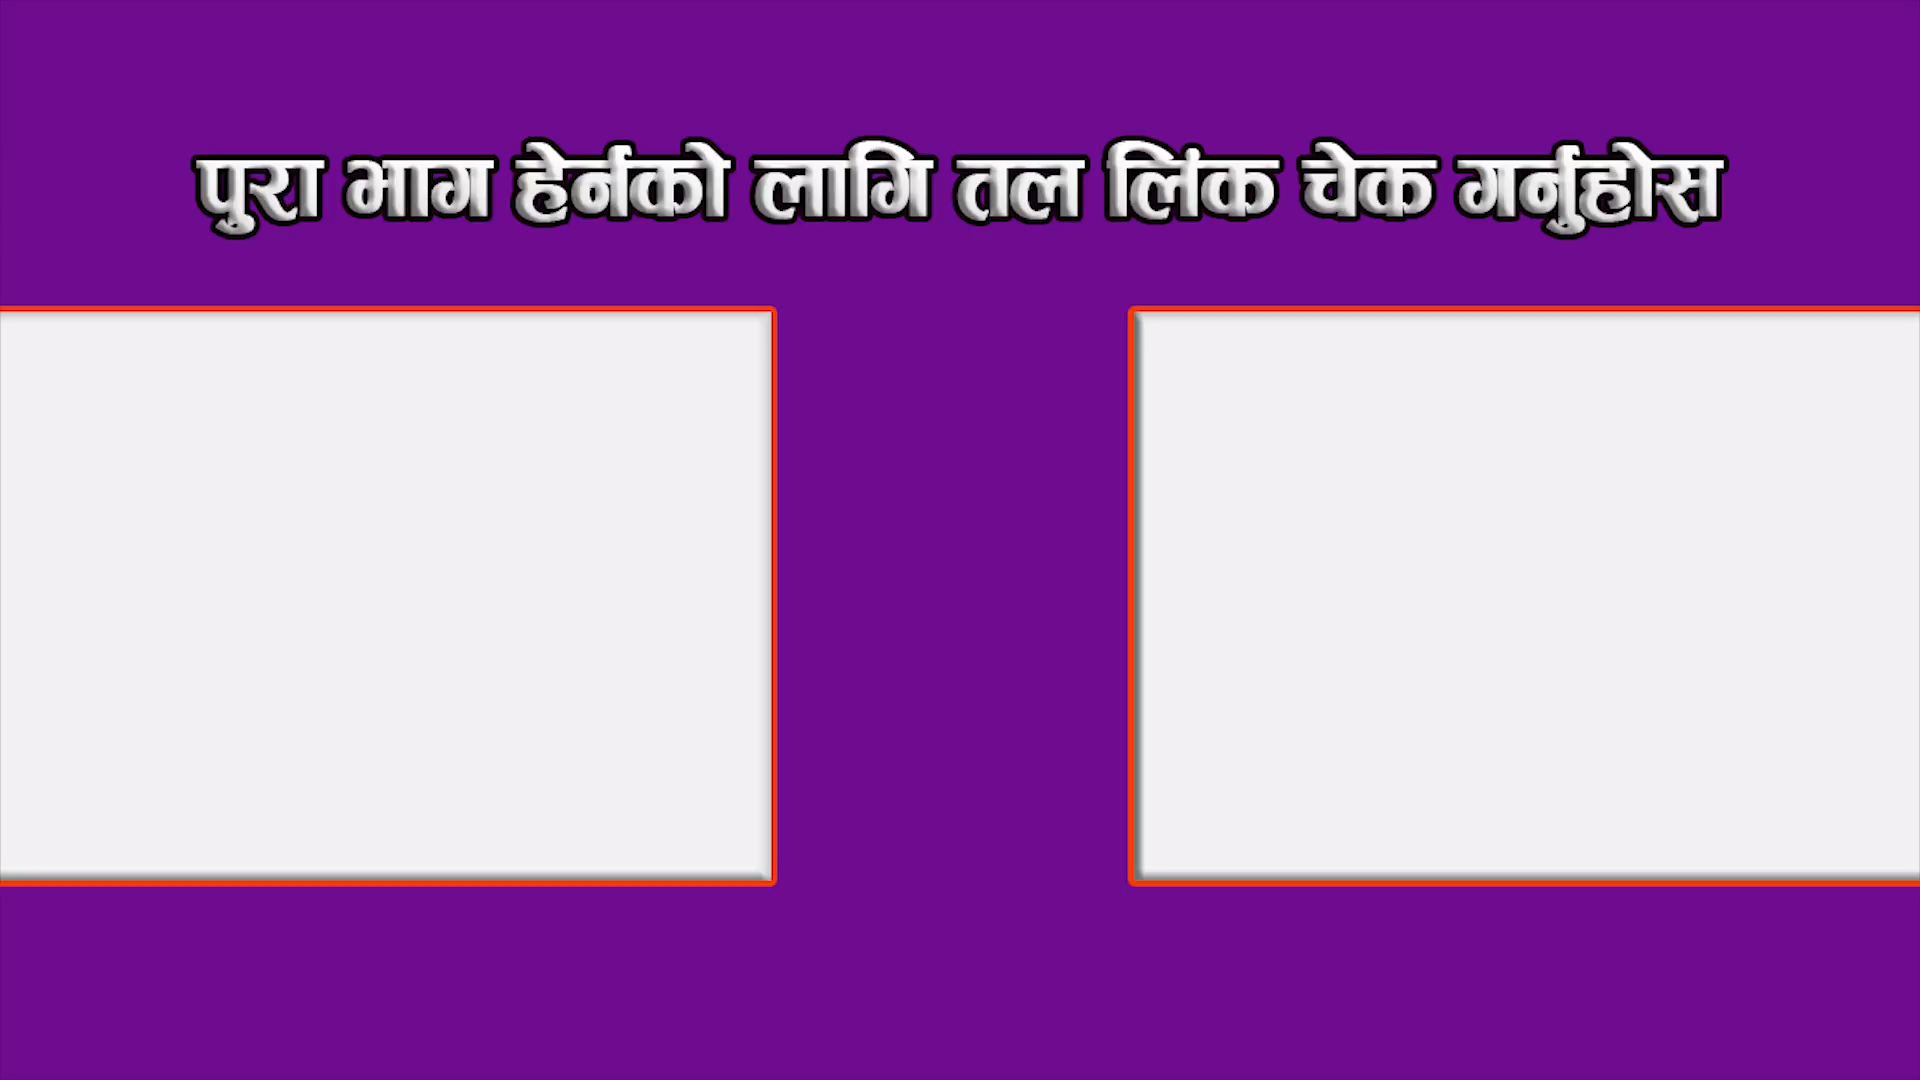 पुरा भाग हेर्नको लागि तल लिंक चेक गर्नुहोस